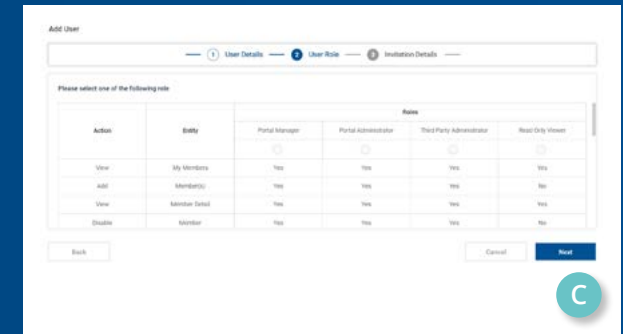 Add User
1 User Details 2 User Role 3 Invitation Details
Please select one of the following role
Roles
Action Entity Portal Manager Portal Administrator Third Party Administrator Read Only Viewer
View My Members Yes Yes Yes Yes
Add Member(s) Yes Yes Yes No
View Member Detail Yes Yes Yes Yes
Disable Member Yes Yes Yes No
Back Cancel Next
C